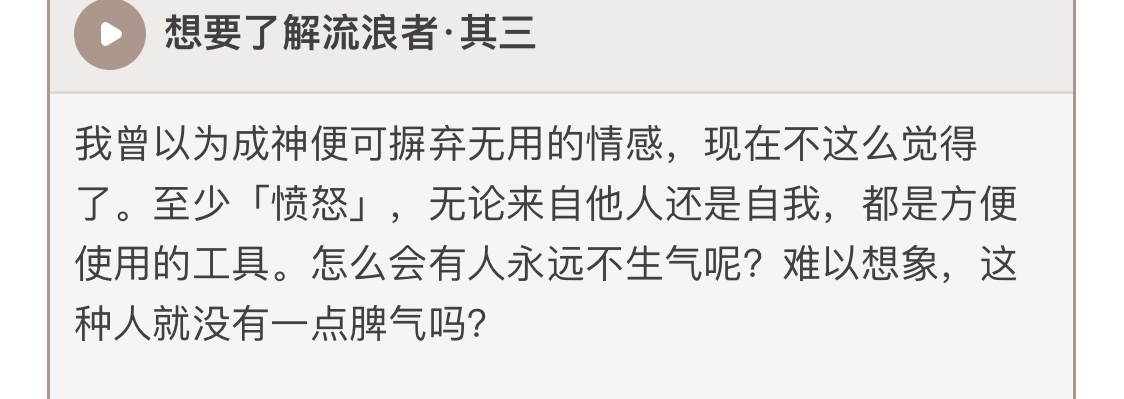 想要了解流浪者·其三
我曾以为成神便可摒弃无用的情感，现在不这么觉得
了。至少「愤怒」，无论来自他人还是自我，都是方便
使用的工具。怎么会有人永远不生气呢？难以想象，这
种人就没有一点脾气吗？